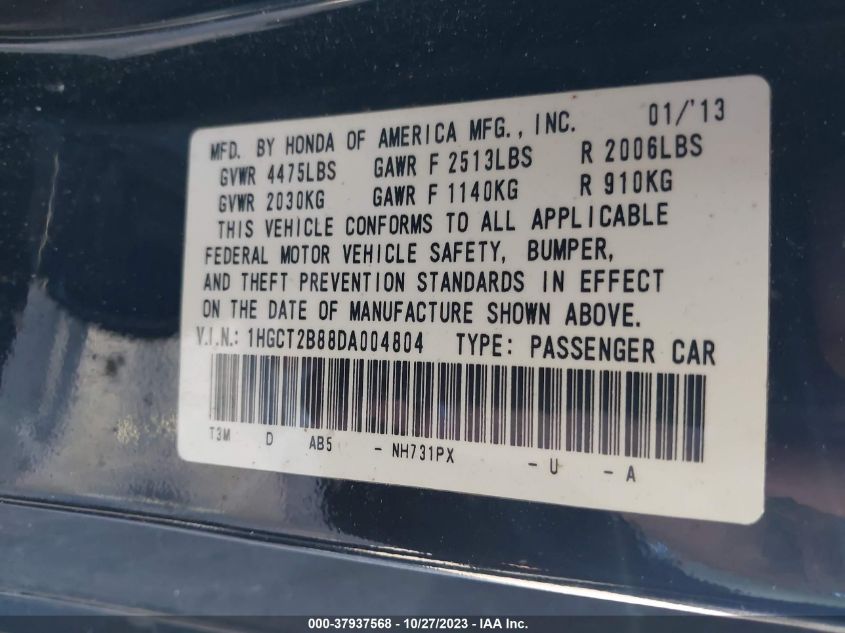 MFD. BY HONDA OF AMERICA MFG., INC. 01/'13
GVWR 4475LBS GAWR F 2513LBS R 2006LBS
GVWR 2030KG GAWR F 1140KG R 910KG
THIS VEHICLE CONFORMS TO ALL APPLICABLE
FEDERAL MOTOR VEHICLE SAFETY, BUMPER,
AND THEFT PREVENTION STANDARDS IN EFFECT
ON THE DATE OF MANUFACTURE SHOWN ABOVE.
V.I.N.: 1HGCT2B88DA004804 TYPE: PASSENGER CAR
T3M D AB5 - NH731PX - U - A
000-37937568 | 10/27/2023 - IAA Inc.